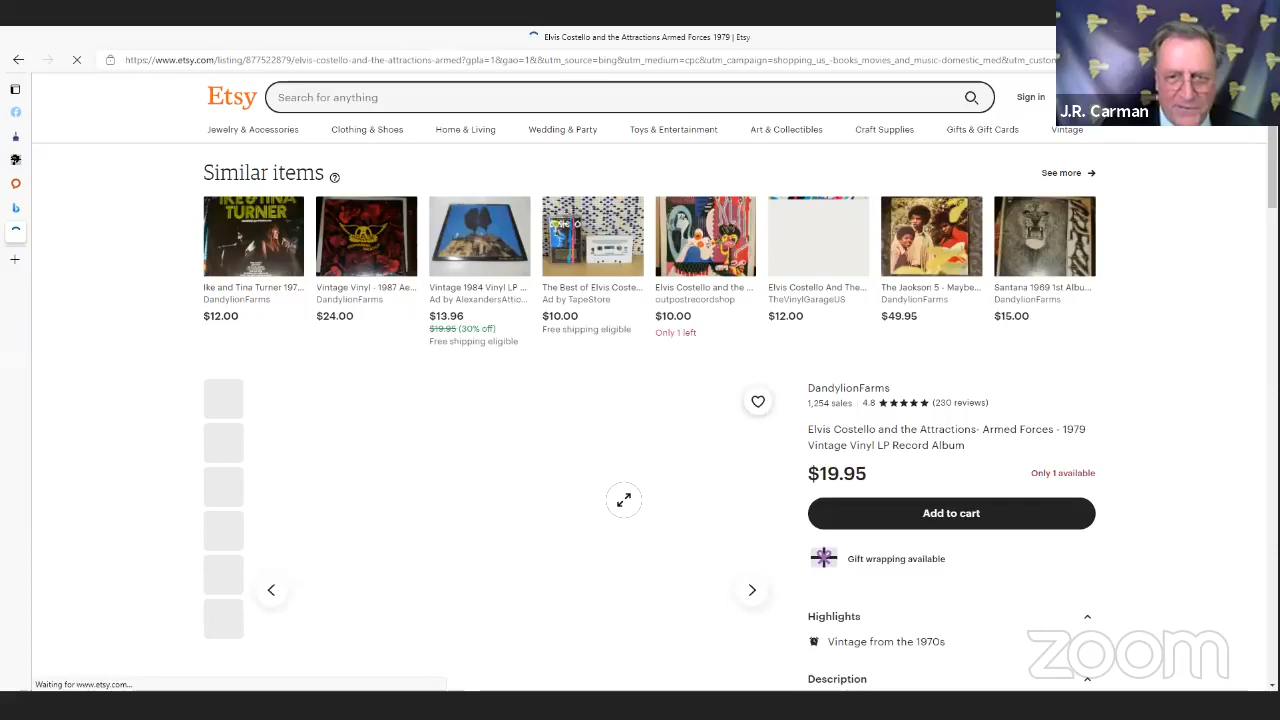 Elvis Costello and the Attractions Armed Forces 1979 | Etsy
https://www.etsy.com/listing/877522879/elvis-costello-and-the-attractions-armed?gpla=1&gao=1&&utm_source=bing&utm_medium=cpc&utm_campaign=shopping_us_-books_movies_and_music-domestic_med&utm_custom
J.R. Carman
Etsy
Search for anything
Sign in
Jewelry & Accessories
Clothing & Shoes
Home & Living
Wedding & Party
Toys & Entertainment
Art & Collectibles
Craft Supplies
Gifts & Gift Cards
Vintage
Similar items
See more
IKE & TINA
TURNER
SANTANA
Ike and Tina Turner 197...
DandylionFarms
$12.00
Vintage Vinyl - 1987 Ae...
DandylionFarms
$24.00
Vintage 1984 Vinyl LP ...
Ad by AlexandersAttic...
$13.96
$19.95 (30% off)
Free shipping eligible
The Best of Elvis Coste...
Ad by TapeStore
$10.00
Free shipping eligible
Elvis Costello and the ...
outpostrecordshop
$10.00
Only 1 left
Elvis Costello And The...
TheVinylGarageUS
$12.00
The Jackson 5 - Maybe...
DandylionFarms
$49.95
Santana 1969 1st Albu...
DandylionFarms
$15.00
DandylionFarms
1,254 sales | 4.8 ★★★★★ (230 reviews)
Elvis Costello and the Attractions- Armed Forces - 1979
Vintage Vinyl LP Record Album
$19.95
Only 1 available
Add to cart
Gift wrapping available
Highlights
Vintage from the 1970s
Description
zoom
Waiting for www.etsy.com...